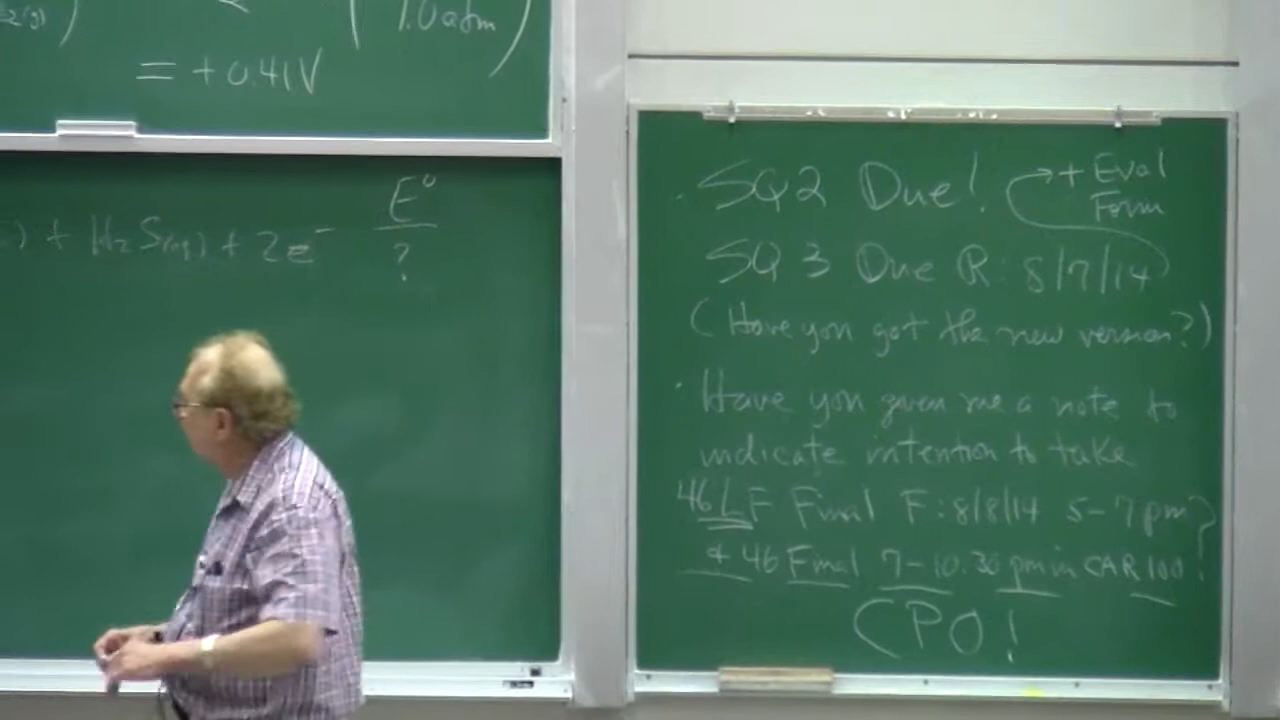 2(g))
(1.0 atm)
= +0.41V
E°
) + H2S(aq) + 2e- ?
· SQ2 Due! → + Eval Form
SQ 3 Due R: 8/7/14
(Have you got the new version?)
· Have you given me a note to
indicate intention to take
46LF Final F: 8/8/14 5-7pm?
& 46 Final 7-10.30 pm in CAR 100?
CPO!